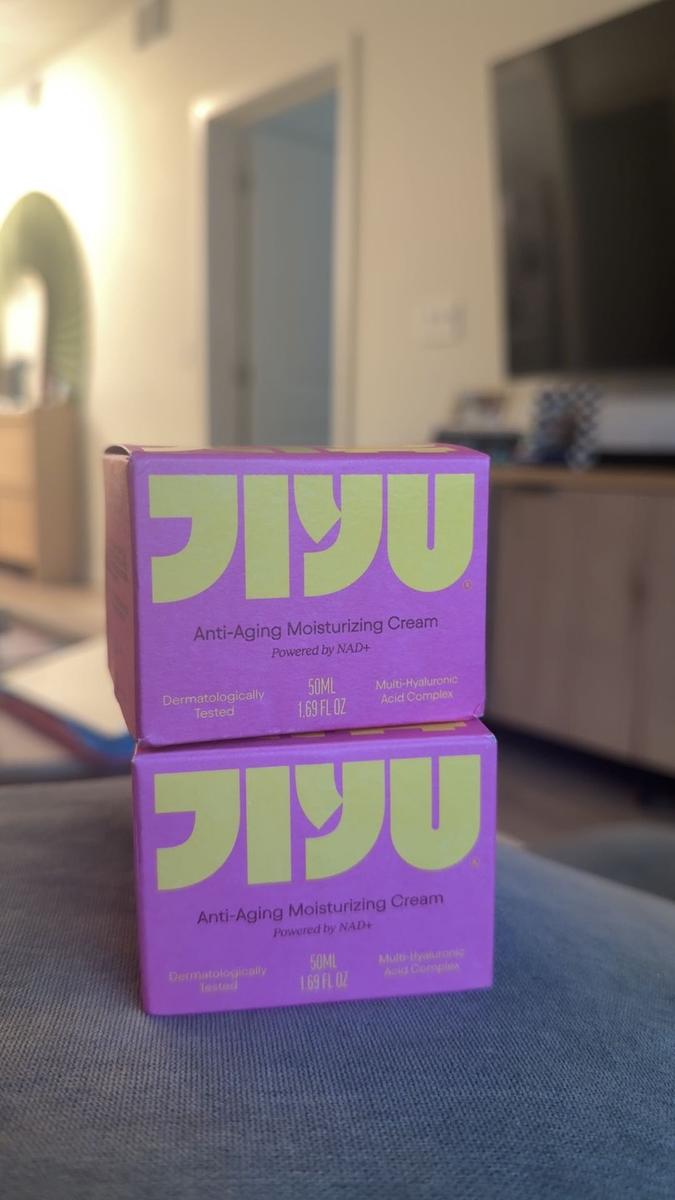 JIYU
Anti-Aging Moisturizing Cream
Powered by NAD+
Dermatologically
Tested
50ML
1.69 FL OZ
Multi-Hyaluronic
Acid Complex
JIYU
Anti-Aging Moisturizing Cream
Powered by NAD+
Dermatologically
Tested
50ML
1.69 FL OZ
Multi-Hyaluronic
Acid Complex